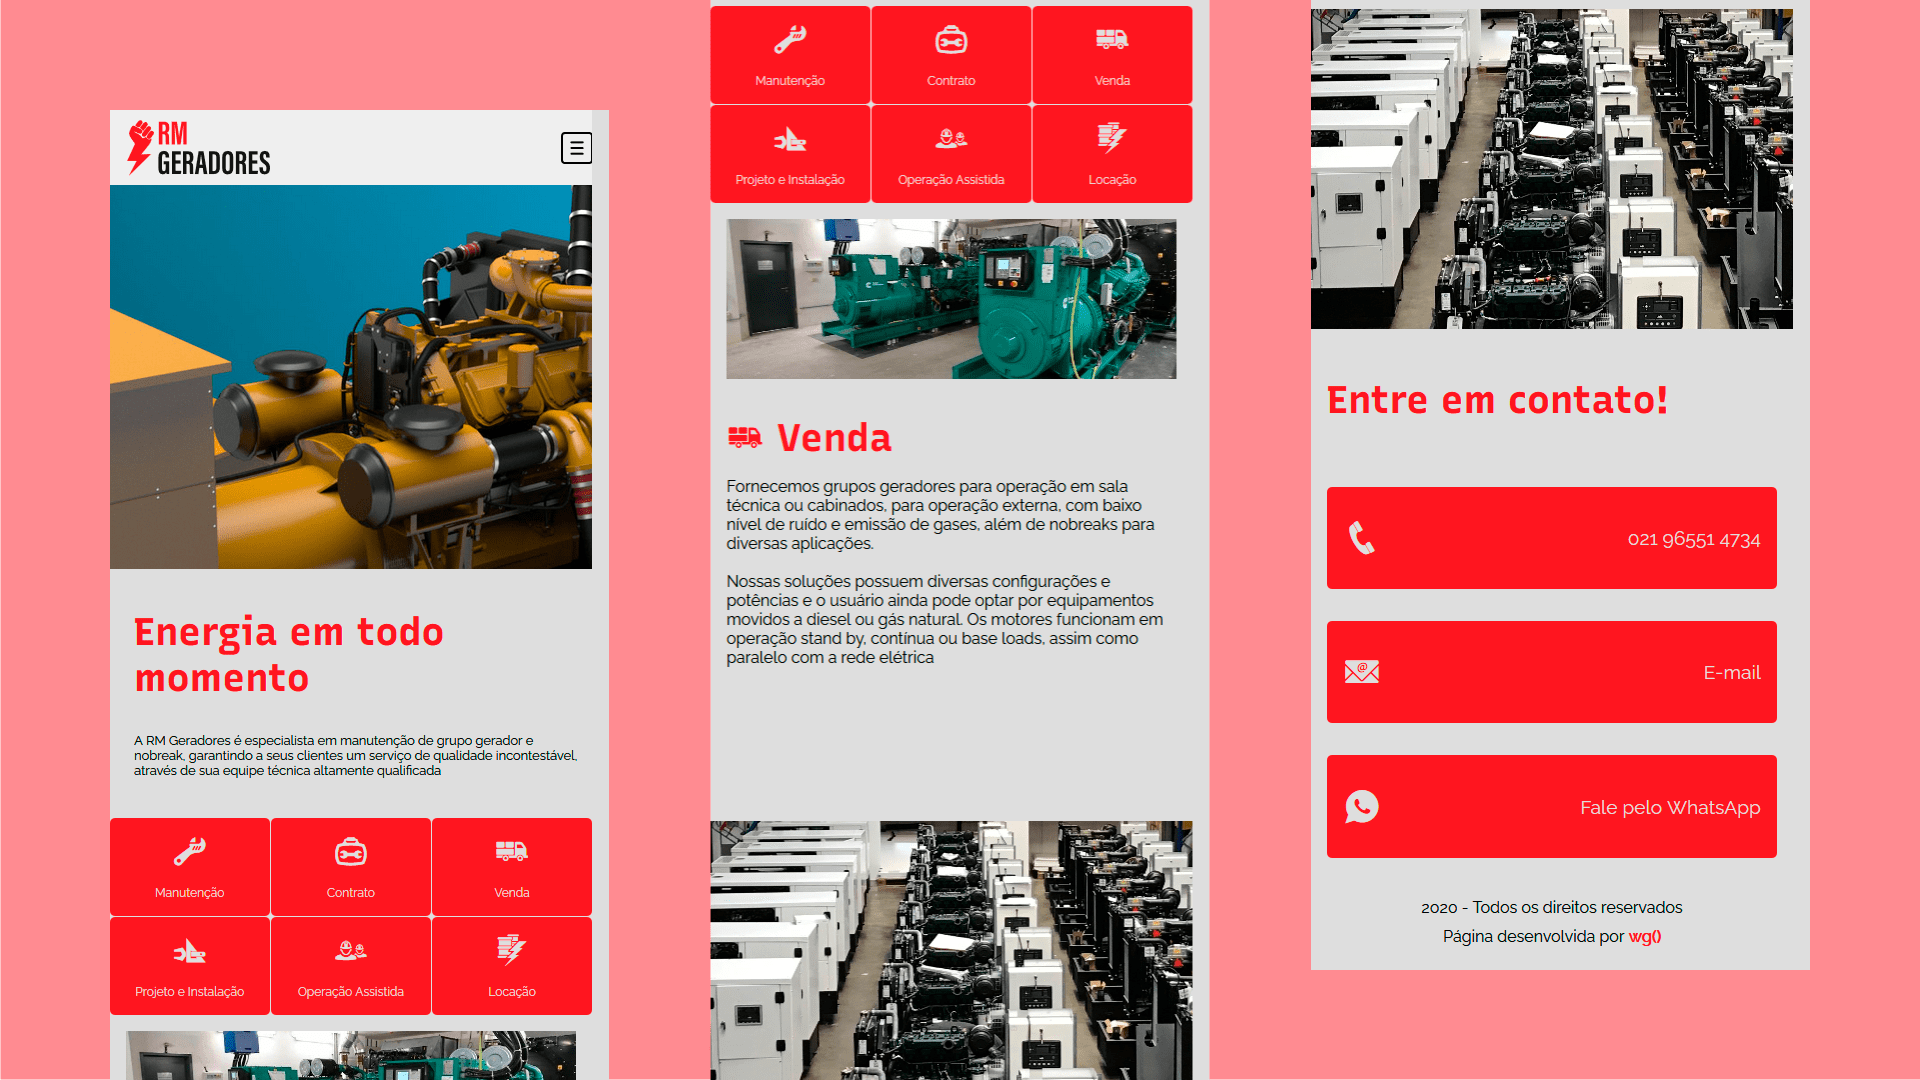 RM
GERADORES
Energia em todo
momento
A RM Geradores é especialista em manutenção de grupo gerador e
nobreak, garantindo a seus clientes um serviço de qualidade incontestável,
através de sua equipe técnica altamente qualificada
Manutenção
Contrato
Venda
Projeto e Instalação
Operação Assistida
Locação
Manutenção
Contrato
Venda
Projeto e Instalação
Operação Assistida
Locação
Venda
Fornecemos grupos geradores para operação em sala
técnica ou cabinados, para operação externa, com baixo
nível de ruído e emissão de gases, além de nobreaks para
diversas aplicações.
Nossas soluções possuem diversas configurações e
potências e o usuário ainda pode optar por equipamentos
movidos a diesel ou gás natural. Os motores funcionam em
operação stand by, contínua ou base loads, assim como
paralelo com a rede elétrica
Entre em contato!
021 96551 4734
E-mail
Fale pelo WhatsApp
2020 - Todos os direitos reservados
Página desenvolvida por wg()